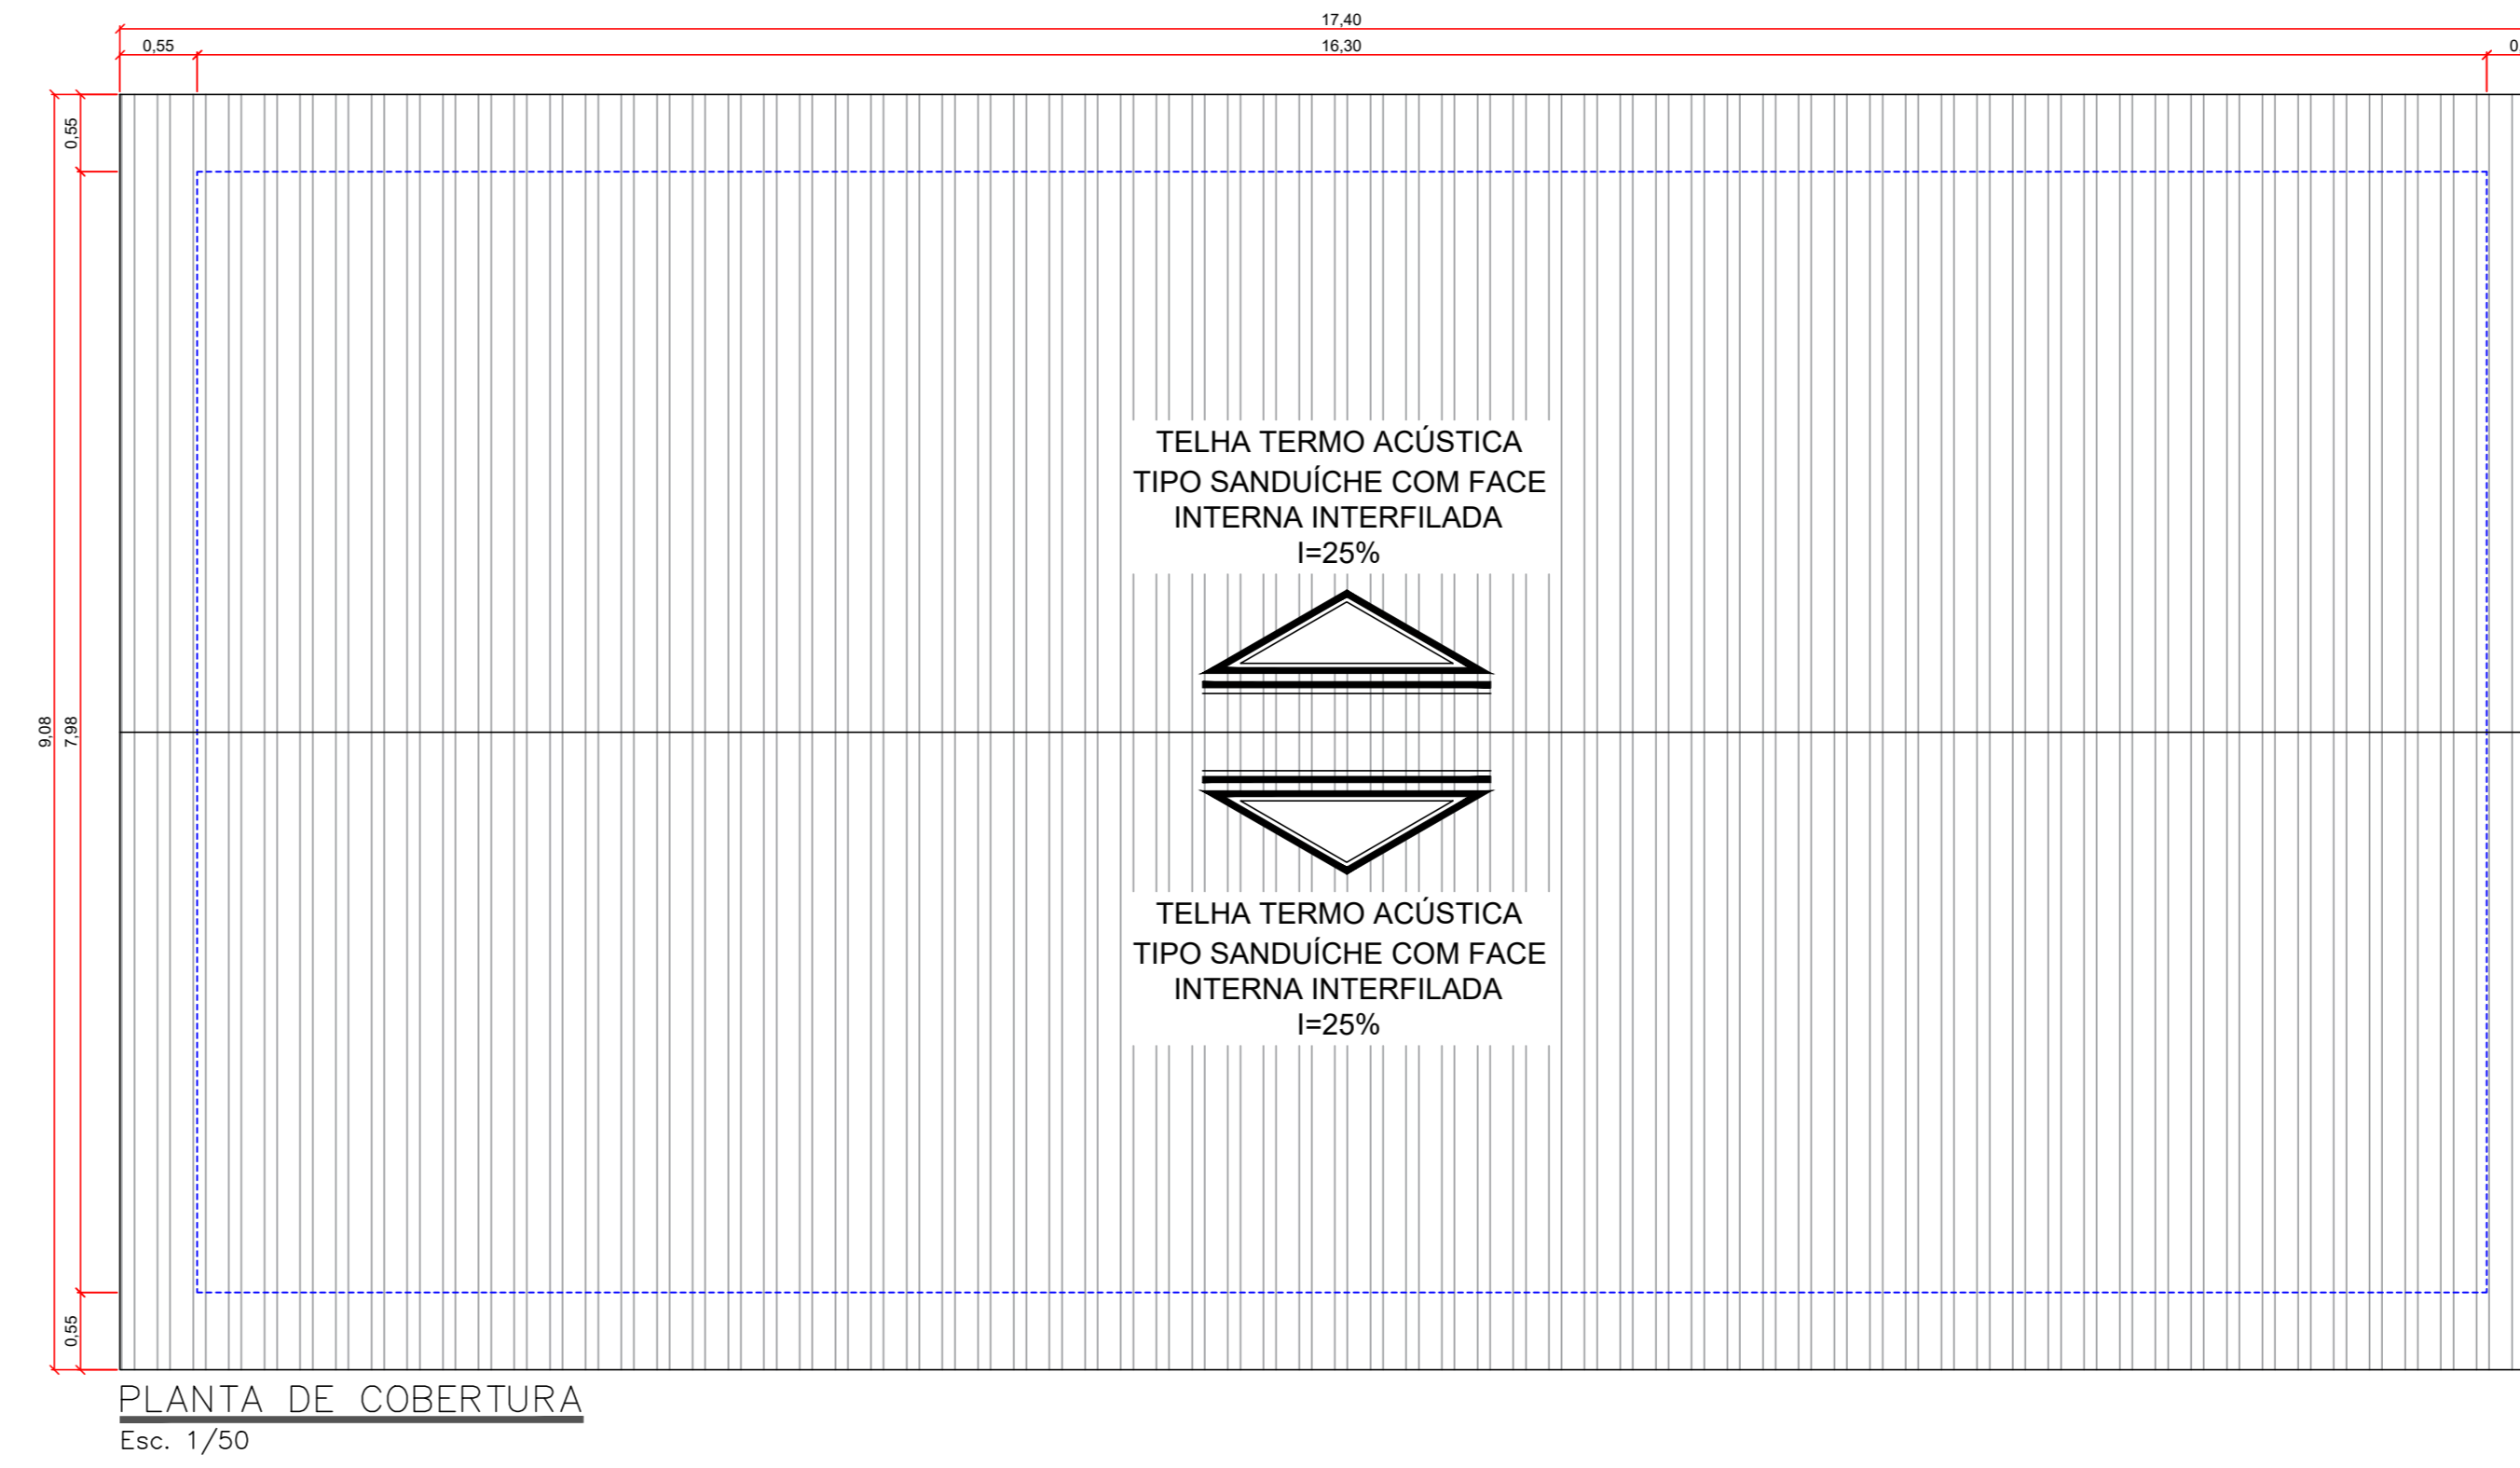 17,40
0,55
16,30
0,55
9,08
7,98
0,55
TELHA TERMO ACÚSTICA
TIPO SANDUÍCHE COM FACE
INTERNA INTERFILADA
I=25%
TELHA TERMO ACÚSTICA
TIPO SANDUÍCHE COM FACE
INTERNA INTERFILADA
I=25%
PLANTA DE COBERTURA
Esc. 1/50